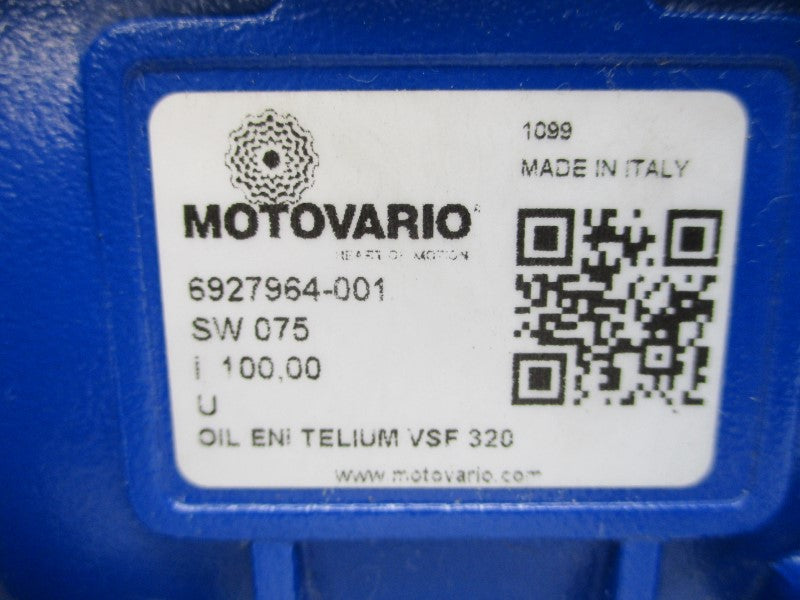 1099
MADE IN ITALY
MOTOVARIO
HEART OF MOTION
6927964-001
SW 075
i 100,00
U
OIL ENI TELIUM VSF 320
www.motovario.com